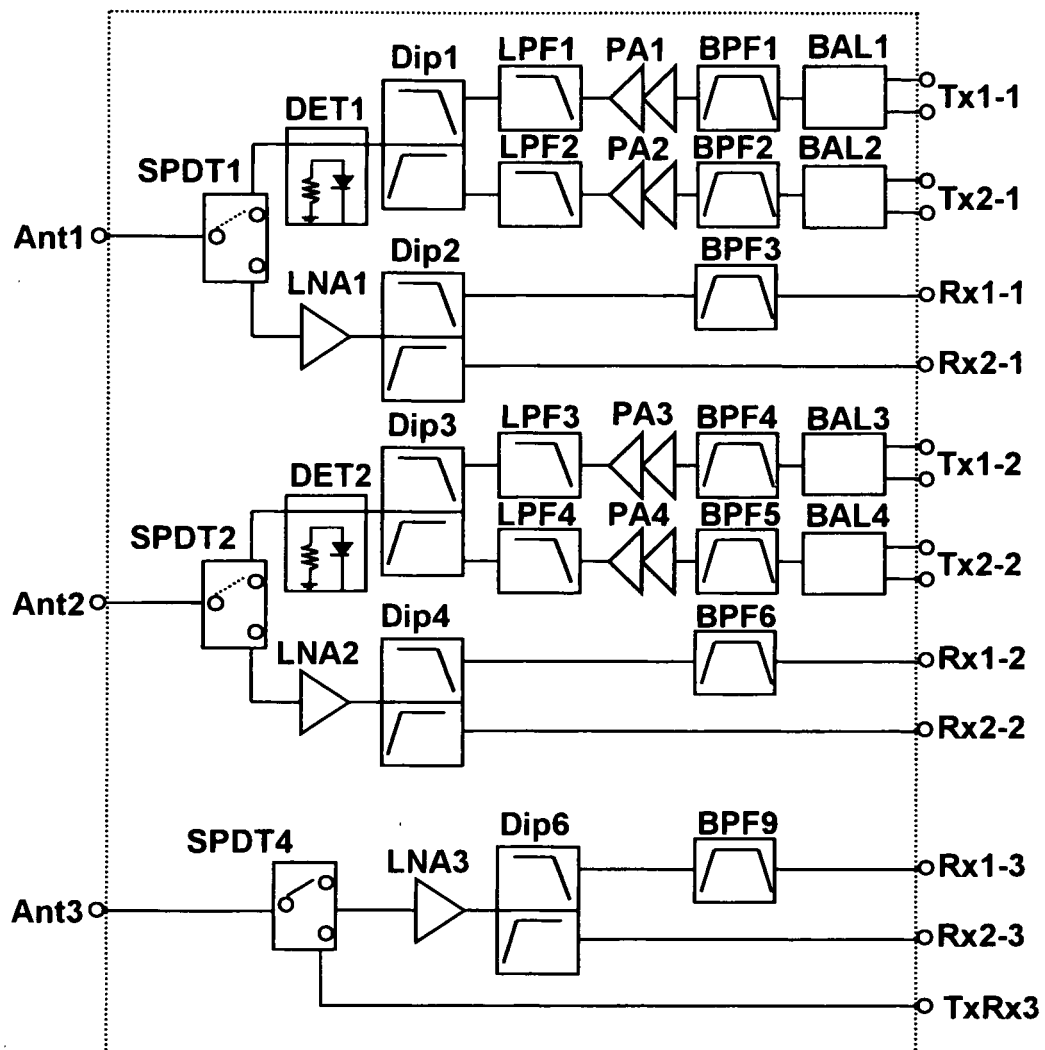 Dip1 LPF1 PA1 BPF1 BAL1
DET1
Tx1-1
SPDT1
LPF2 PA2 BPF2 BAL2
Tx2-1
Ant1
Dip2
BPF3
LNA1
Rx1-1
Rx2-1
Dip3 LPF3 PA3 BPF4 BAL3
DET2
Tx1-2
SPDT2
LPF4 PA4 BPF5 BAL4
Tx2-2
Ant2
Dip4
BPF6
LNA2
Rx1-2
Rx2-2
SPDT4
LNA3
Dip6
BPF9
Rx1-3
Ant3
Rx2-3
TxRx3